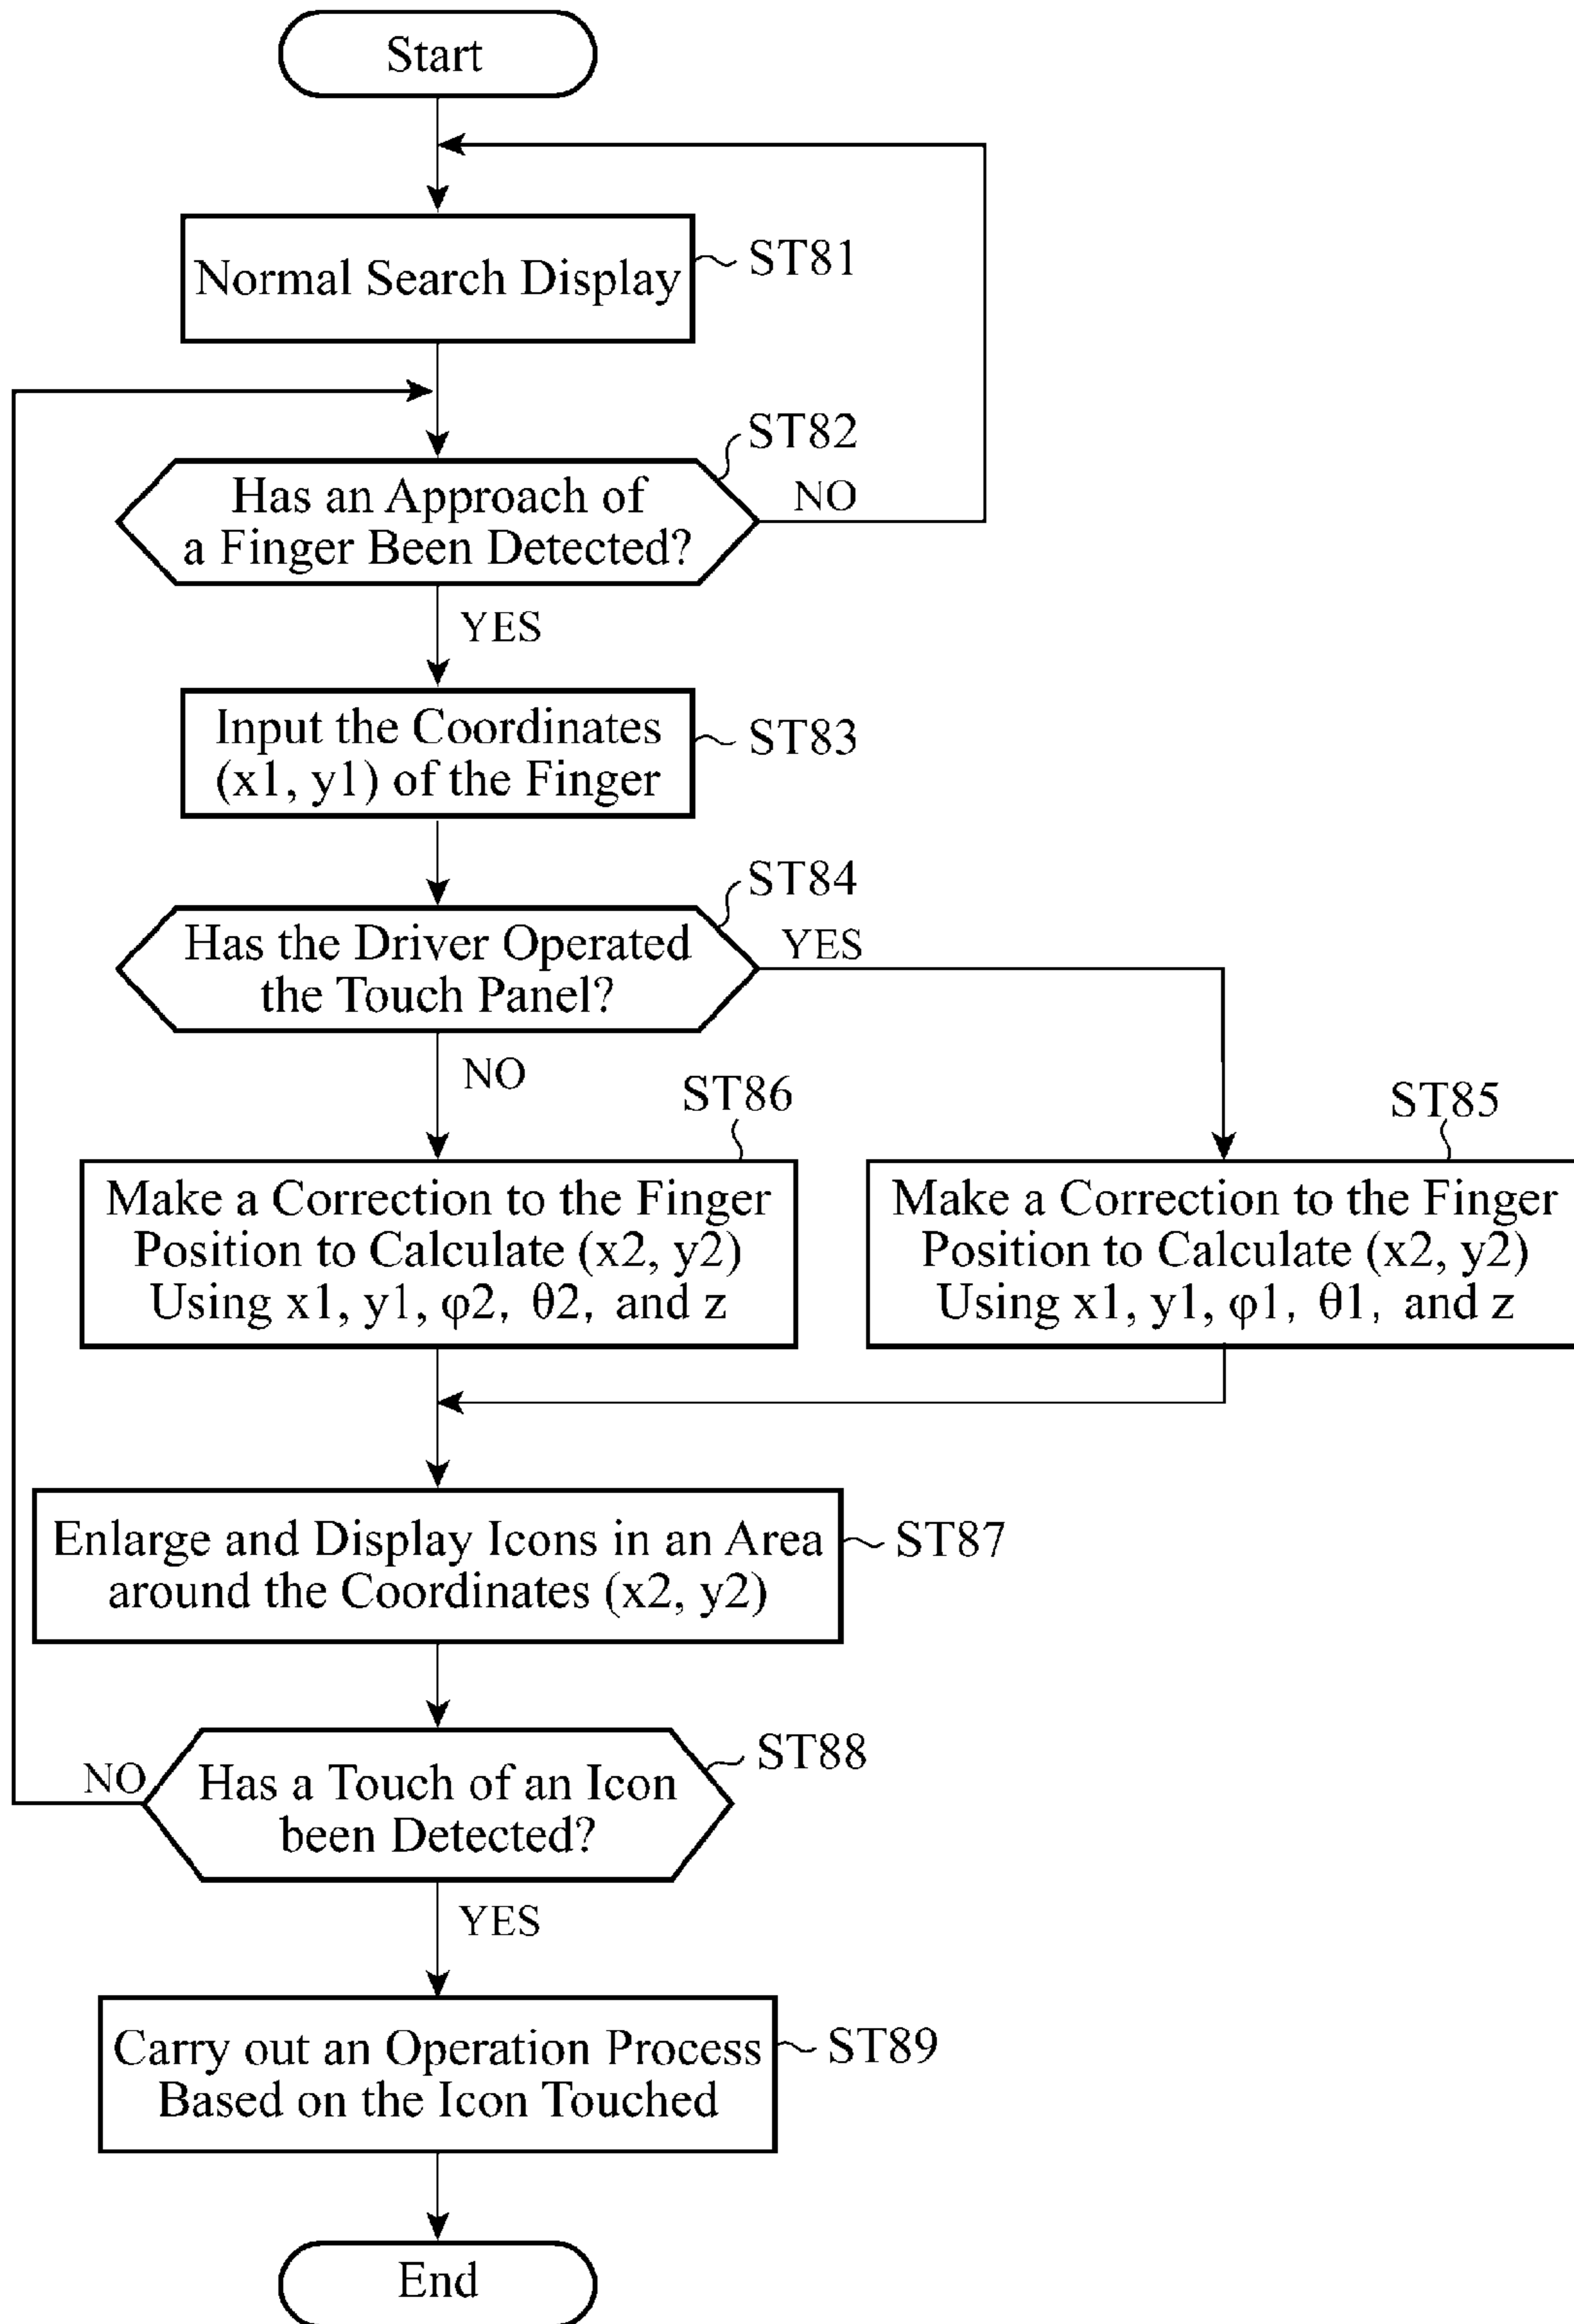 Start
Normal Search Display
ST81
ST82
Has an Approach of
a Finger Been Detected?
NO
YES
Input the Coordinates
(x1, y1) of the Finger
ST83
ST84
Has the Driver Operated
the Touch Panel?
YES
NO
ST86
Make a Correction to the Finger
Position to Calculate (x2, y2)
Using x1, y1, φ2, θ2, and z
ST85
Make a Correction to the Finger
Position to Calculate (x2, y2)
Using x1, y1, φ1, θ1, and z
Enlarge and Display Icons in an Area
around the Coordinates (x2, y2)
ST87
ST88
NO
Has a Touch of an Icon
been Detected?
YES
Carry out an Operation Process
Based on the Icon Touched
ST89
End